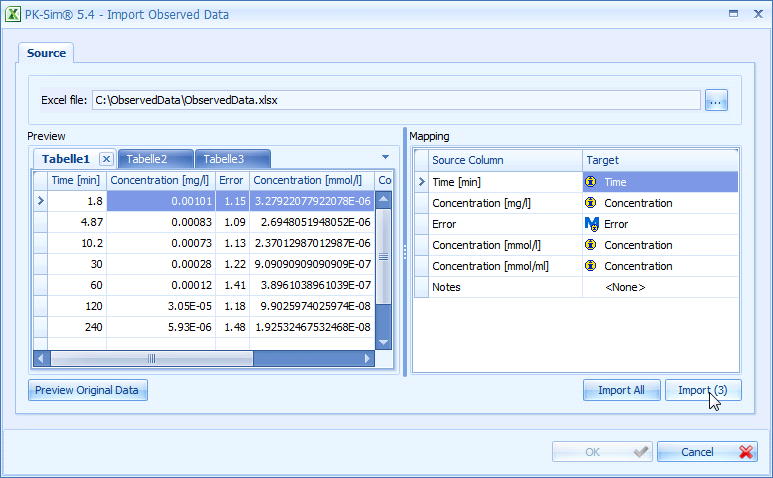 PK-Sim® 5.4 - Import Observed Data
Source
Excel file: C:\ObservedData\ObservedData.xlsx ...
Preview
Tabelle1 Tabelle2 Tabelle3
Time [min] Concentration [mg/l] Error Concentration [mmol/l] Co
1.8 0.00101 1.15 3.27922077922078E-06
4.87 0.00083 1.09 2.6948051948052E-06
10.2 0.00073 1.13 2.37012987012987E-06
30 0.00028 1.22 9.09090909090909E-07
60 0.00012 1.41 3.8961038961039E-07
120 3.05E-05 1.18 9.9025974025974E-08
240 5.93E-06 1.48 1.92532467532468E-08
Preview Original Data
Mapping
Source Column Target
Time [min] Time
Concentration [mg/l] Concentration
Error Error
Concentration [mmol/l] Concentration
Concentration [mmol/ml] Concentration
Notes <None>
Import All Import (3)
OK Cancel